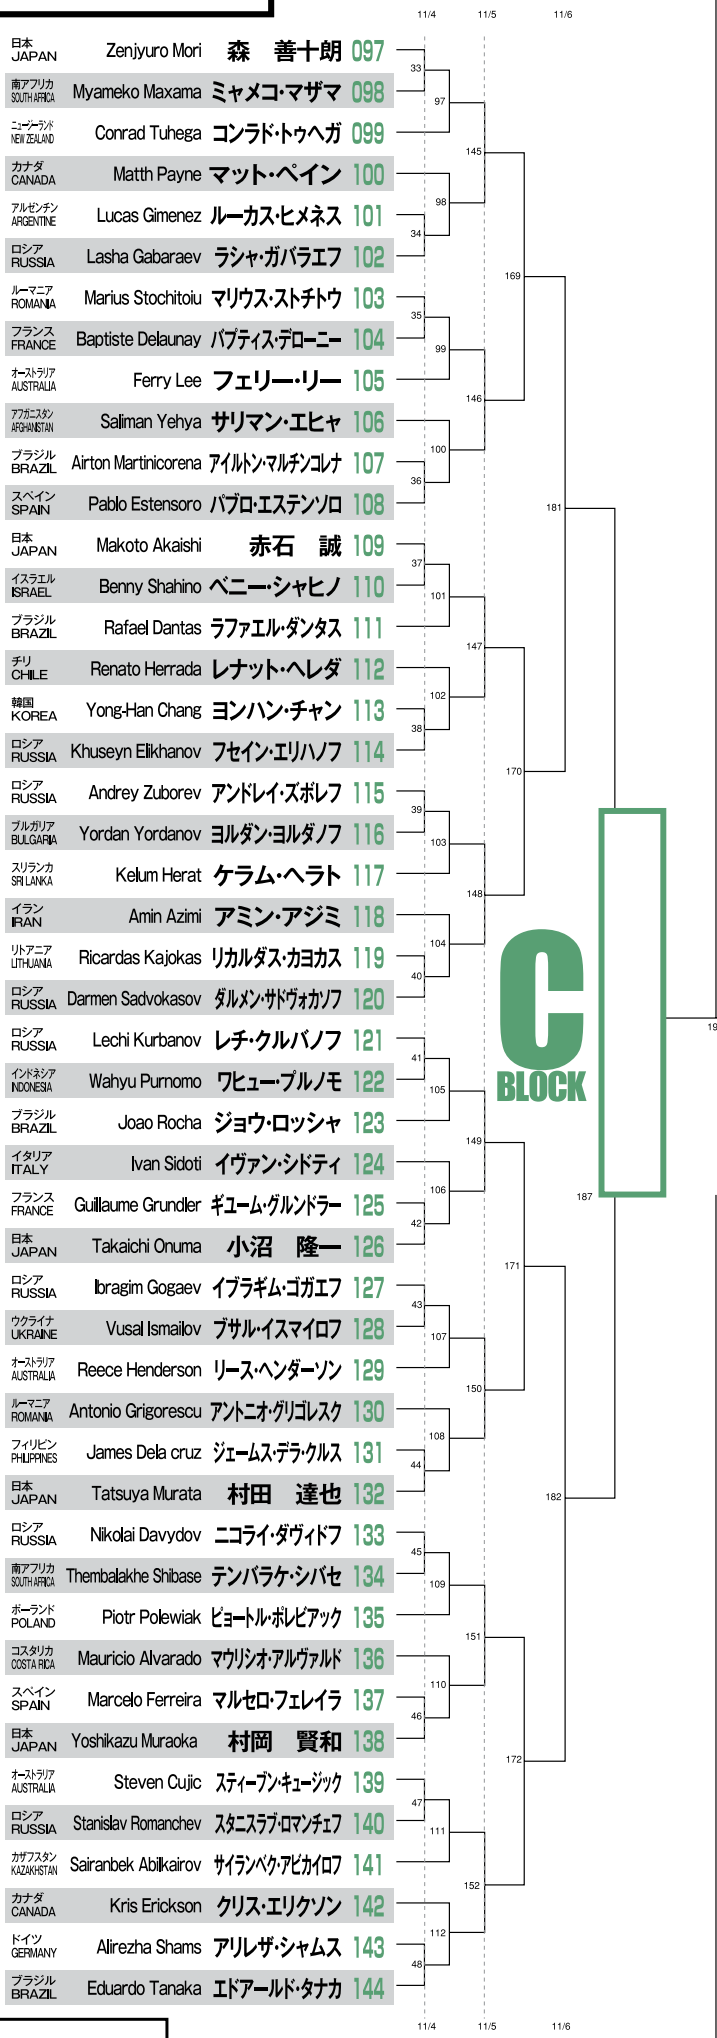 11/4 11/5 11/6
日本 JAPAN Zenjyuro Mori 森 善十朗 097
南アフリカ SOUTH AFRICA Myameko Maxama ミャメコ・マザマ 098
ニュージーランド NEW ZEALAND Conrad Tuhega コンラド・トゥヘガ 099
カナダ CANADA Matth Payne マット・ペイン 100
アルゼンチン ARGENTINE Lucas Gimenez ルーカス・ヒメネス 101
ロシア RUSSIA Lasha Gabaraev ラシャ・ガバラエフ 102
ルーマニア ROMANIA Marius Stochitoiu マリウス・ストチトウ 103
フランス FRANCE Baptiste Delaunay バプティス・デローニー 104
オーストラリア AUSTRALIA Ferry Lee フェリー・リー 105
アフガニスタン AFGHANISTAN Saliman Yehya サリマン・エヒャ 106
ブラジル BRAZIL Airton Martinicorena アイルトン・マルチンコレナ 107
スペイン SPAIN Pablo Estensoro パブロ・エステンソロ 108
日本 JAPAN Makoto Akaishi 赤石 誠 109
イスラエル ISRAEL Benny Shahino ベニー・シャヒノ 110
ブラジル BRAZIL Rafael Dantas ラファエル・ダンタス 111
チリ CHILE Renato Herrada レナット・ヘレダ 112
韓国 KOREA Yong-Han Chang ヨンハン・チャン 113
ロシア RUSSIA Khuseyn Elikhanov フセイン・エリハノフ 114
ロシア RUSSIA Andrey Zuborev アンドレイ・ズボレフ 115
ブルガリア BULGARIA Yordan Yordanov ヨルダン・ヨルダノフ 116
スリランカ SRI LANKA Kelum Herat ケラム・ヘラト 117
イラン IRAN Amin Azimi アミン・アジミ 118
リトアニア LITHUANIA Ricardas Kajokas リカルダス・カヨカス 119
ロシア RUSSIA Darmen Sadvokasov ダルメン・サドヴォカソフ 120
ロシア RUSSIA Lechi Kurbanov レチ・クルバノフ 121
インドネシア INDONESIA Wahyu Purnomo ワヒュー・プルノモ 122
ブラジル BRAZIL Joao Rocha ジョウ・ロッシャ 123
イタリア ITALY Ivan Sidoti イヴァン・シドティ 124
フランス FRANCE Guillaume Grundler ギユーム・グルンドラー 125
日本 JAPAN Takaichi Onuma 小沼 隆一 126
ロシア RUSSIA Ibragim Gogaev イブラギム・ゴガエフ 127
ウクライナ UKRAINE Vusal Ismailov ブサル・イスマイロフ 128
オーストラリア AUSTRALIA Reece Henderson リース・ヘンダーソン 129
ルーマニア ROMANIA Antonio Grigorescu アントニオ・グリゴレスク 130
フィリピン PHILIPPINES James Dela cruz ジェームス・デラ・クルス 131
日本 JAPAN Tatsuya Murata 村田 達也 132
ロシア RUSSIA Nikolai Davydov ニコライ・ダヴィドフ 133
南アフリカ SOUTH AFRICA Thembalakhe Shibase テンバラケ・シバセ 134
ポーランド POLAND Piotr Polewiak ピョートル・ポレビアック 135
コスタリカ COSTA RICA Mauricio Alvarado マウリシオ・アルヴァルド 136
スペイン SPAIN Marcelo Ferreira マルセロ・フェレイラ 137
日本 JAPAN Yoshikazu Muraoka 村岡 賢和 138
オーストラリア AUSTRALIA Steven Cujic スティーブン・キュージック 139
ロシア RUSSIA Stanislav Romanchev スタニスラブ・ロマンチェフ 140
カザフスタン KAZAKHSTAN Sairanbek Abilkairov サイランベク・アビカイロフ 141
カナダ CANADA Kris Erickson クリス・エリクソン 142
ドイツ GERMANY Alirezha Shams アリレザ・シャムス 143
ブラジル BRAZIL Eduardo Tanaka エドアールド・タナカ 144
33
34
35
36
37
38
39
40
41
42
43
44
45
46
47
48
97
98
99
100
101
102
103
104
105
106
107
108
109
110
111
112
145
146
147
148
149
150
151
152
169
170
171
172
181
182
187
C
BLOCK
19
11/4 11/5 11/6